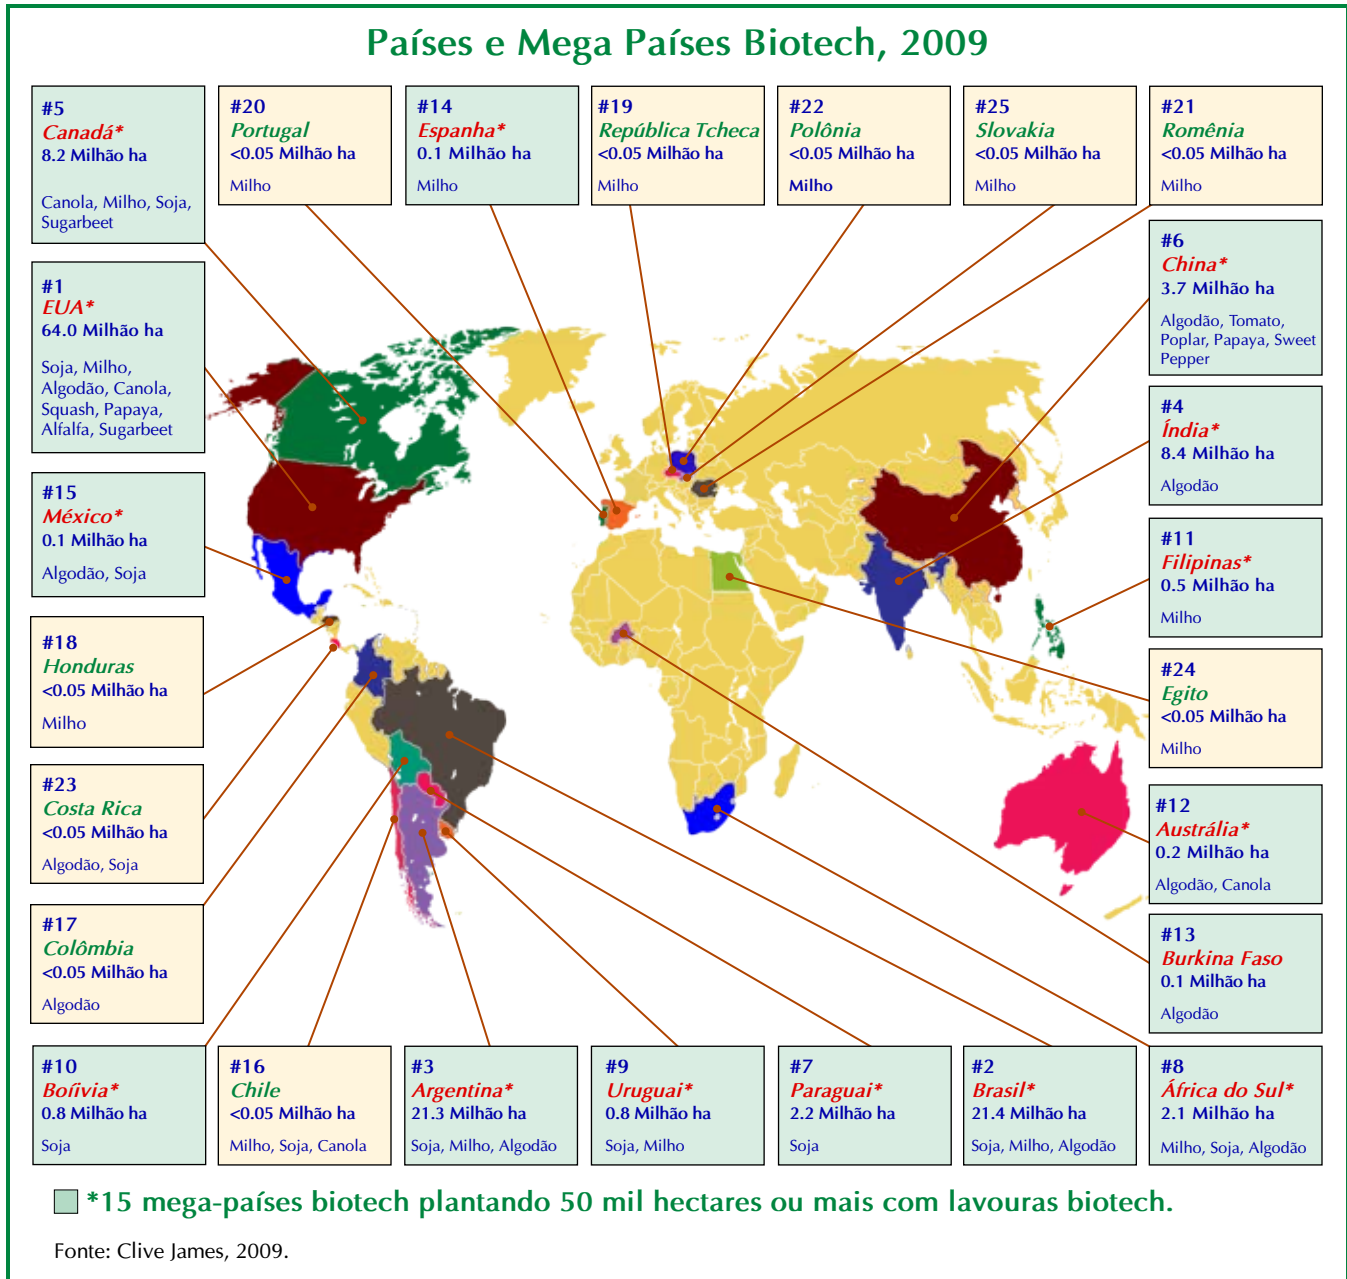 Países e Mega Países Biotech, 2009
#5
Canadá*
8.2 Milhão ha
Canola, Milho, Soja,
Sugarbeet
#20
Portugal
<0.05 Milhão ha
Milho
#14
Espanha*
0.1 Milhão ha
Milho
#19
República Tcheca
<0.05 Milhão ha
Milho
#22
Polônia
<0.05 Milhão ha
Milho
#25
Slovakia
<0.05 Milhão ha
Milho
#21
Romênia
<0.05 Milhão ha
Milho
#1
EUA*
64.0 Milhão ha
Soja, Milho,
Algodão, Canola,
Squash, Papaya,
Alfalfa, Sugarbeet
#15
México*
0.1 Milhão ha
Algodão, Soja
#18
Honduras
<0.05 Milhão ha
Milho
#23
Costa Rica
<0.05 Milhão ha
Algodão, Soja
#17
Colômbia
<0.05 Milhão ha
Algodão
#6
China*
3.7 Milhão ha
Algodão, Tomato,
Poplar, Papaya, Sweet
Pepper
#4
Índia*
8.4 Milhão ha
Algodão
#11
Filipinas*
0.5 Milhão ha
Milho
#24
Egito
<0.05 Milhão ha
Milho
#12
Austrália*
0.2 Milhão ha
Algodão, Canola
#13
Burkina Faso
0.1 Milhão ha
Algodão
#10
Boíivia*
0.8 Milhão ha
Soja
#16
Chile
<0.05 Milhão ha
Milho, Soja, Canola
#3
Argentina*
21.3 Milhão ha
Soja, Milho, Algodão
#9
Uruguai*
0.8 Milhão ha
Soja, Milho
#7
Paraguai*
2.2 Milhão ha
Soja
#2
Brasil*
21.4 Milhão ha
Soja, Milho, Algodão
#8
África do Sul*
2.1 Milhão ha
Milho, Soja, Algodão
*15 mega-países biotech plantando 50 mil hectares ou mais com lavouras biotech.
Fonte: Clive James, 2009.